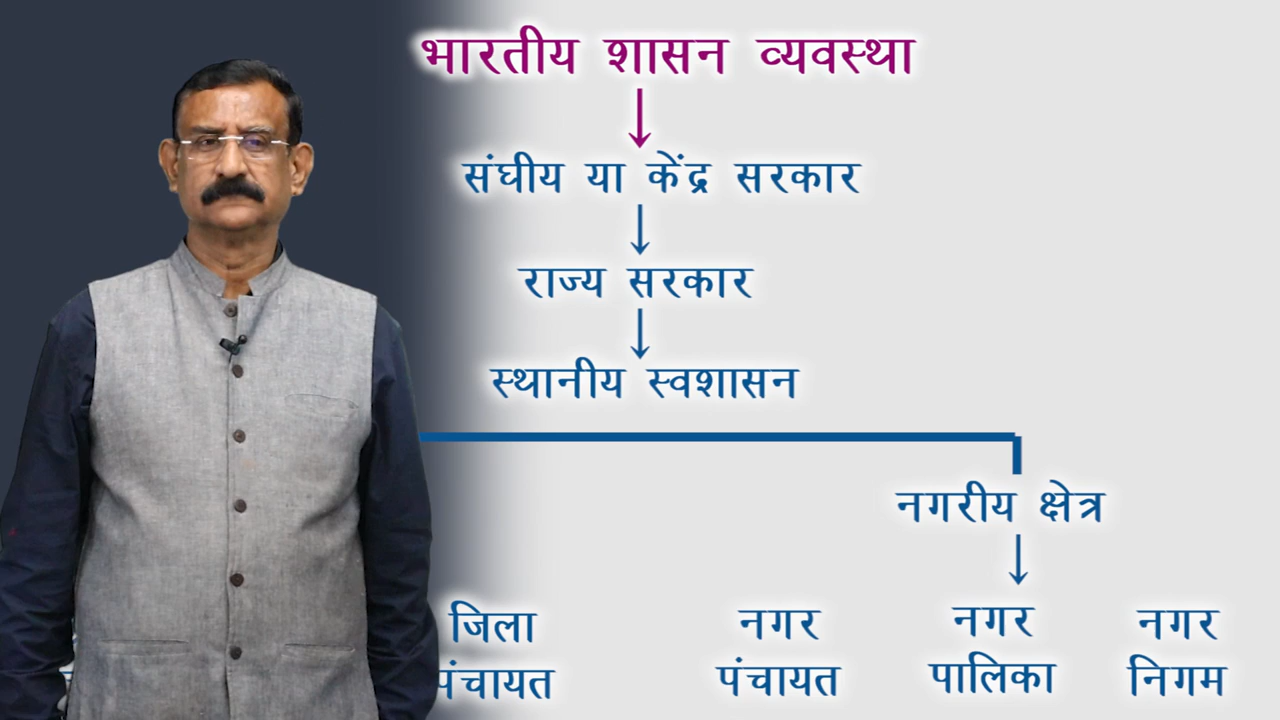 भारतीय शासन व्यवस्था
संघीय या केंद्र सरकार
राज्य सरकार
स्थानीय स्वशासन
नगरीय क्षेत्र
जिला
पंचायत
नगर
पंचायत
नगर
पालिका
नगर
निगम